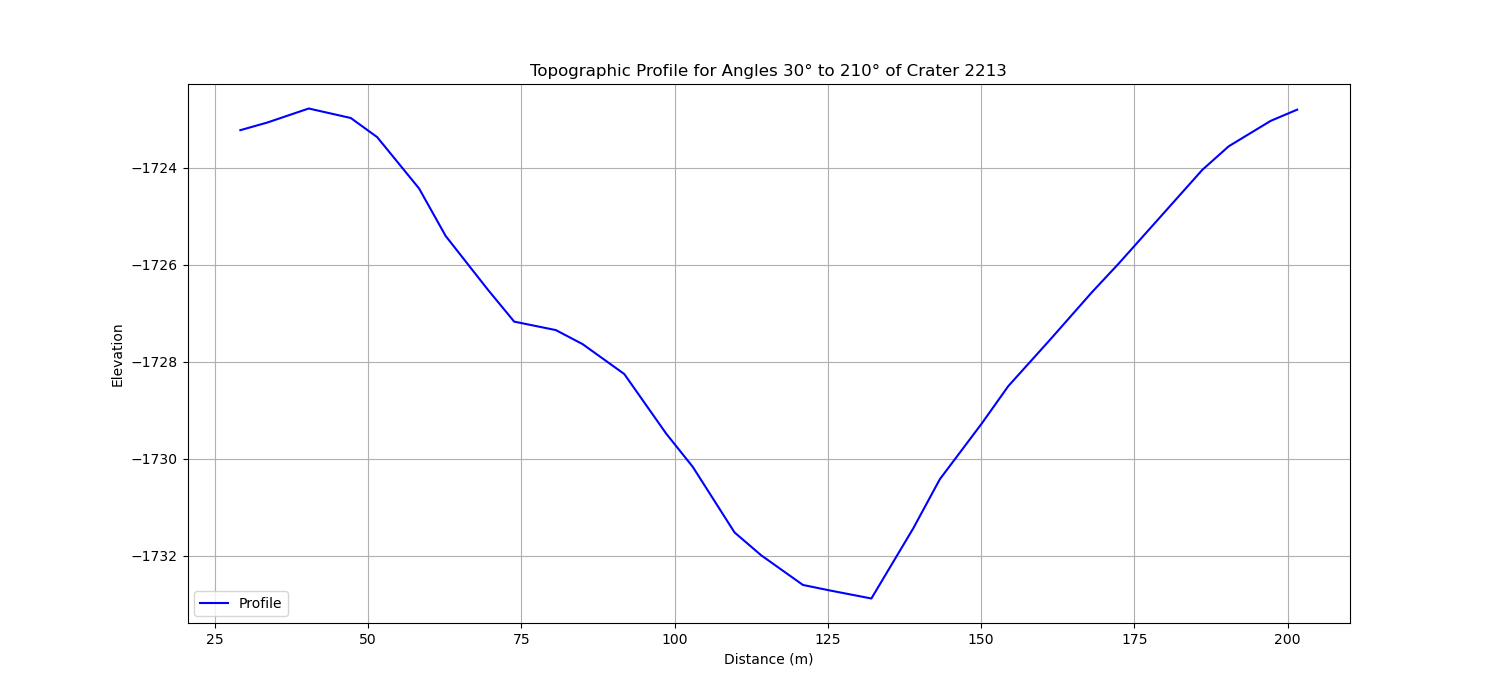 Topographic Profile for Angles 30° to 210° of Crater 2213
Elevation
−1724
−1726
−1728
−1730
−1732
Profile
25 50 75 100 125 150 175 200
Distance (m)